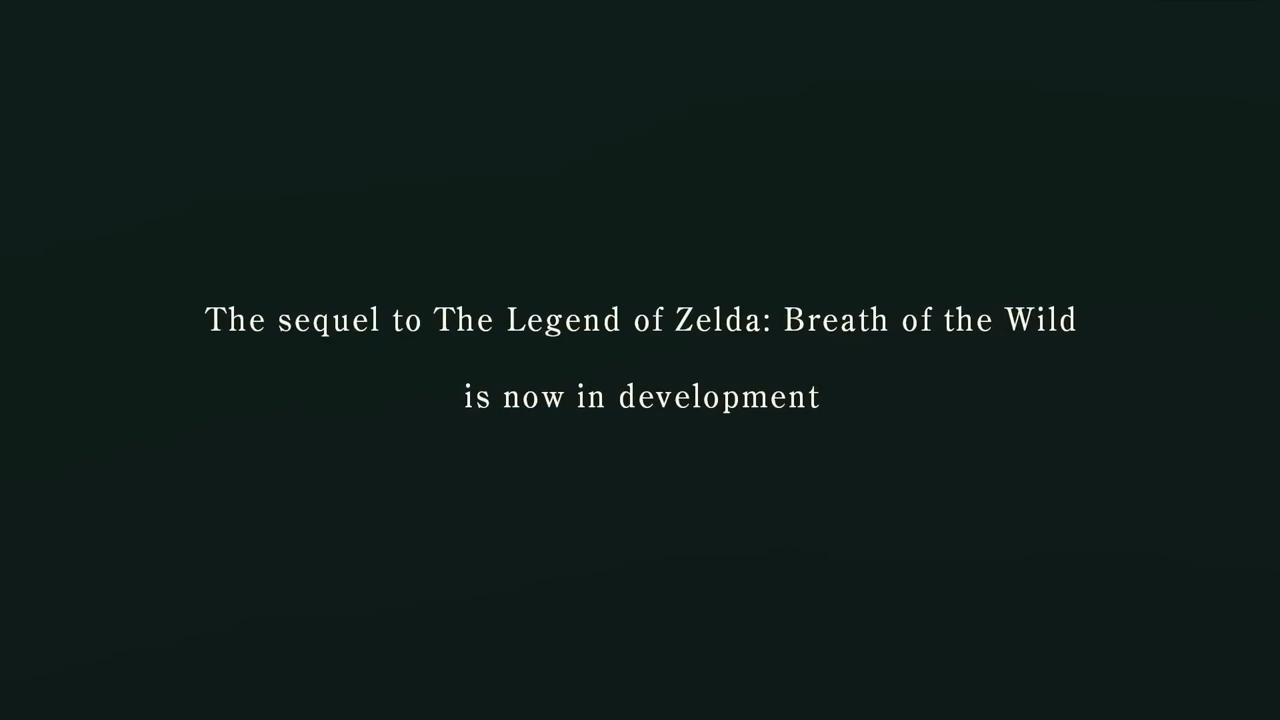 The sequel to The Legend of Zelda: Breath of the Wild
is now in development